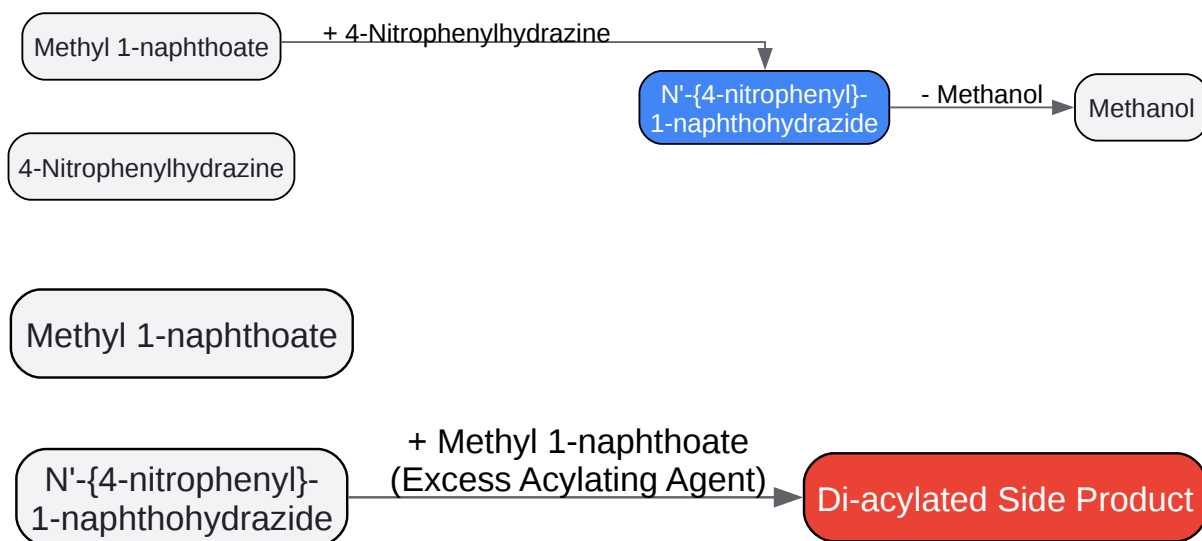 Methyl 1-naphthoate
+ 4-Nitrophenylhydrazine
N'-{4-nitrophenyl}-
1-naphthohydrazide
- Methanol
Methanol
4-Nitrophenylhydrazine
Methyl 1-naphthoate
N'-{4-nitrophenyl}-
1-naphthohydrazide
+ Methyl 1-naphthoate
(Excess Acylating Agent)
Di-acylated Side Product